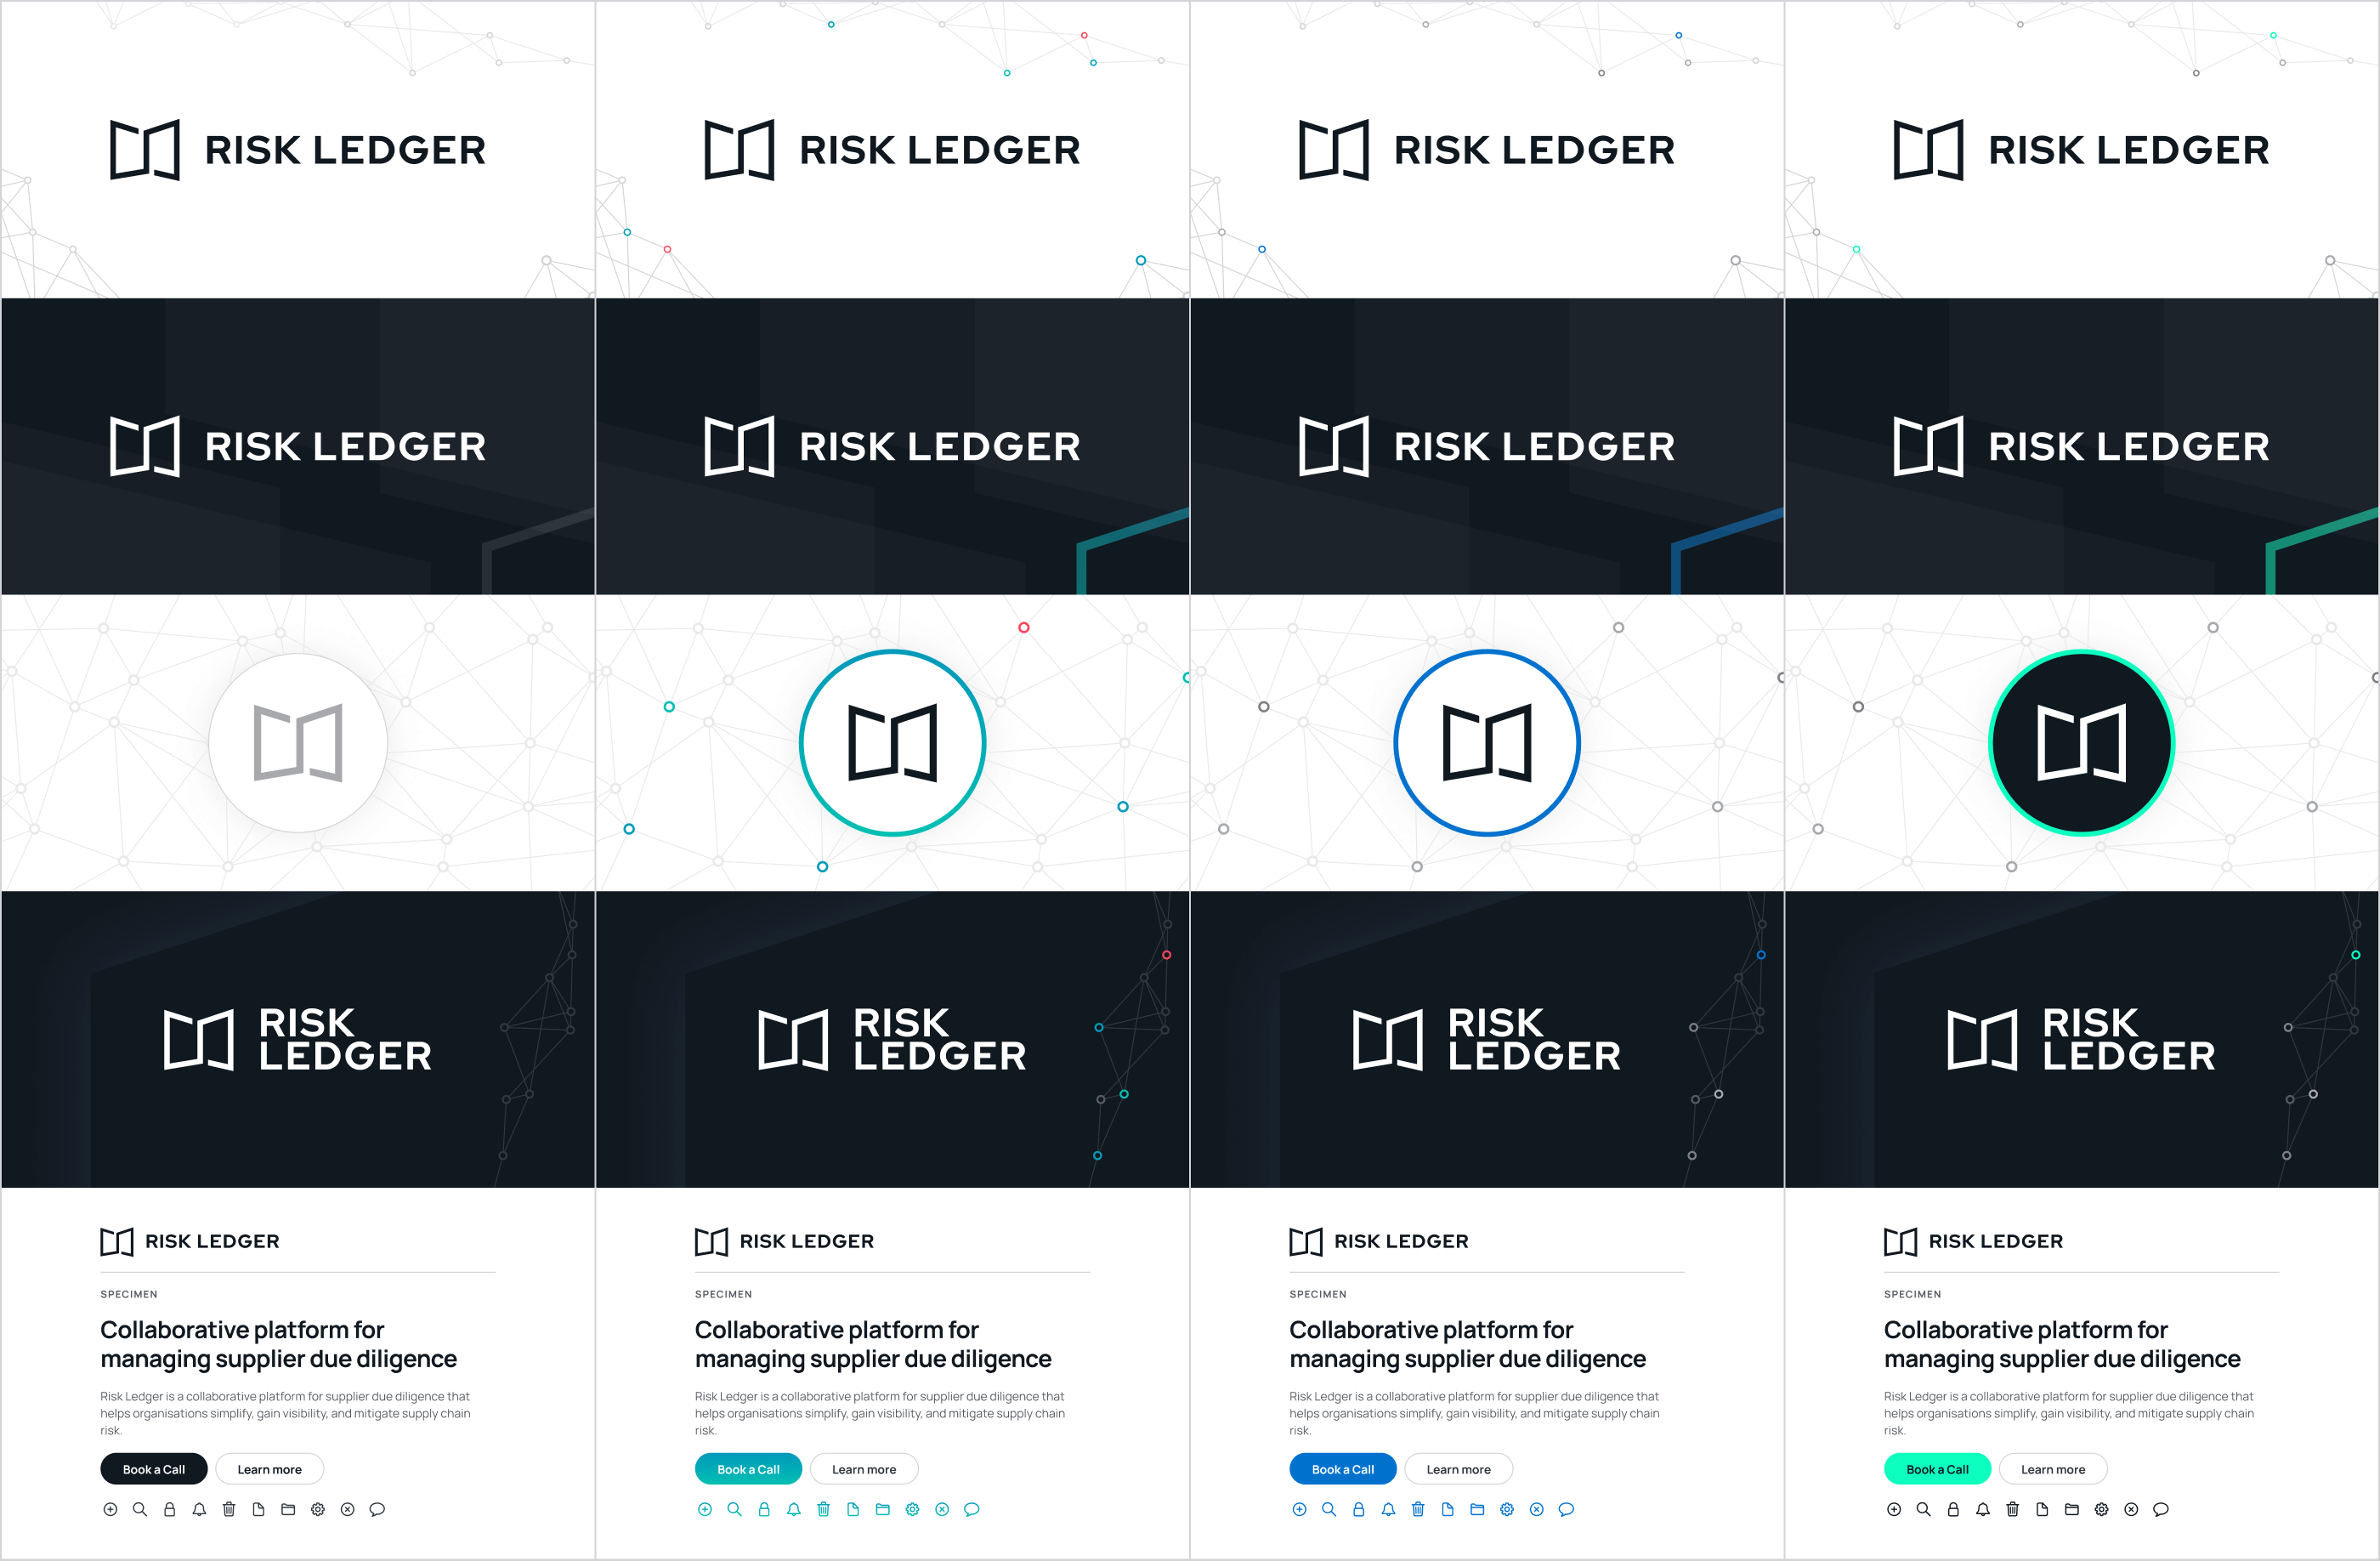 RISK LEDGER
RISK LEDGER
RISK LEDGER
RISK LEDGER
RISK LEDGER
RISK LEDGER
RISK LEDGER
RISK LEDGER
RISK
LEDGER
RISK
LEDGER
RISK
LEDGER
RISK
LEDGER
RISK LEDGER
SPECIMEN
Collaborative platform for
managing supplier due diligence
Risk Ledger is a collaborative platform for supplier due diligence that
helps organisations simplify, gain visibility, and mitigate supply chain
risk.
Book a Call
Learn more
RISK LEDGER
SPECIMEN
Collaborative platform for
managing supplier due diligence
Risk Ledger is a collaborative platform for supplier due diligence that
helps organisations simplify, gain visibility, and mitigate supply chain
risk.
Book a Call
Learn more
RISK LEDGER
SPECIMEN
Collaborative platform for
managing supplier due diligence
Risk Ledger is a collaborative platform for supplier due diligence that
helps organisations simplify, gain visibility, and mitigate supply chain
risk.
Book a Call
Learn more
RISK LEDGER
SPECIMEN
Collaborative platform for
managing supplier due diligence
Risk Ledger is a collaborative platform for supplier due diligence that
helps organisations simplify, gain visibility, and mitigate supply chain
risk.
Book a Call
Learn more